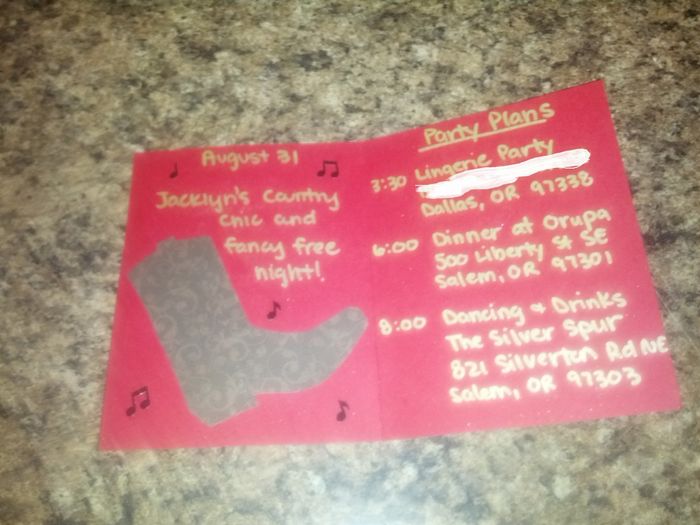 August 31
Jacklyn's Country
Chic and
fancy free
night!
Party Plans
3:30 Lingerie Party
Dallas, OR 97338
6:00 Dinner at Orupa
500 Liberty St SE
Salem, OR 97301
8:00 Dancing + Drinks
The Silver Spur
821 Silverton Rd NE
Salem, OR 97303